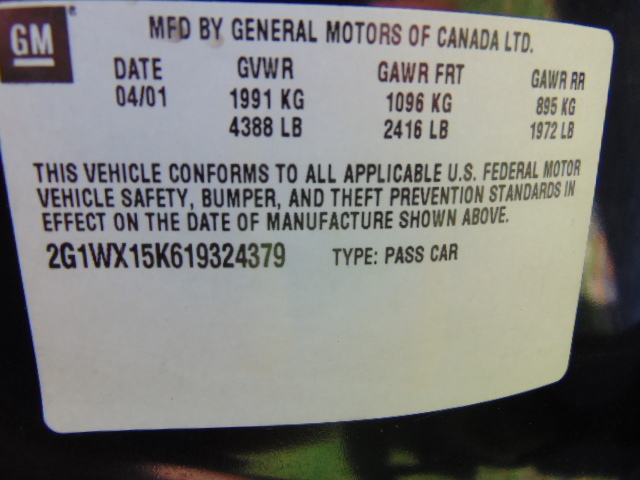 GM®
MFD BY GENERAL MOTORS OF CANADA LTD.
DATE GVWR GAWR FRT GAWR RR
04/01 1991 KG 1096 KG 895 KG
4388 LB 2416 LB 1972 LB
THIS VEHICLE CONFORMS TO ALL APPLICABLE U.S. FEDERAL MOTOR
VEHICLE SAFETY, BUMPER, AND THEFT PREVENTION STANDARDS IN
EFFECT ON THE DATE OF MANUFACTURE SHOWN ABOVE.
2G1WX15K619324379 TYPE: PASS CAR